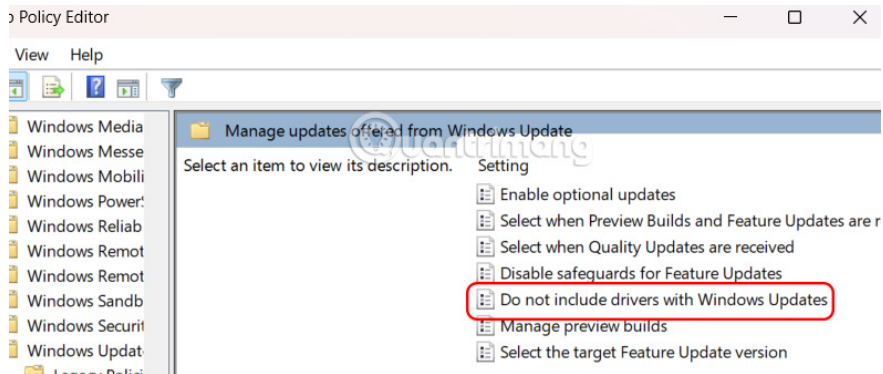 Policy Editor
View Help
Windows Media
Windows Messe
Windows Mobili
Windows Power
Windows Reliab
Windows Remot
Windows Remot
Windows Sandb
Windows Securit
Windows Updat
Manage updates offered from Windows Update
Quantrimang
Select an item to view its description.
Setting
Enable optional updates
Select when Preview Builds and Feature Updates are r
Select when Quality Updates are received
Disable safeguards for Feature Updates
Do not include drivers with Windows Updates
Manage preview builds
Select the target Feature Update version